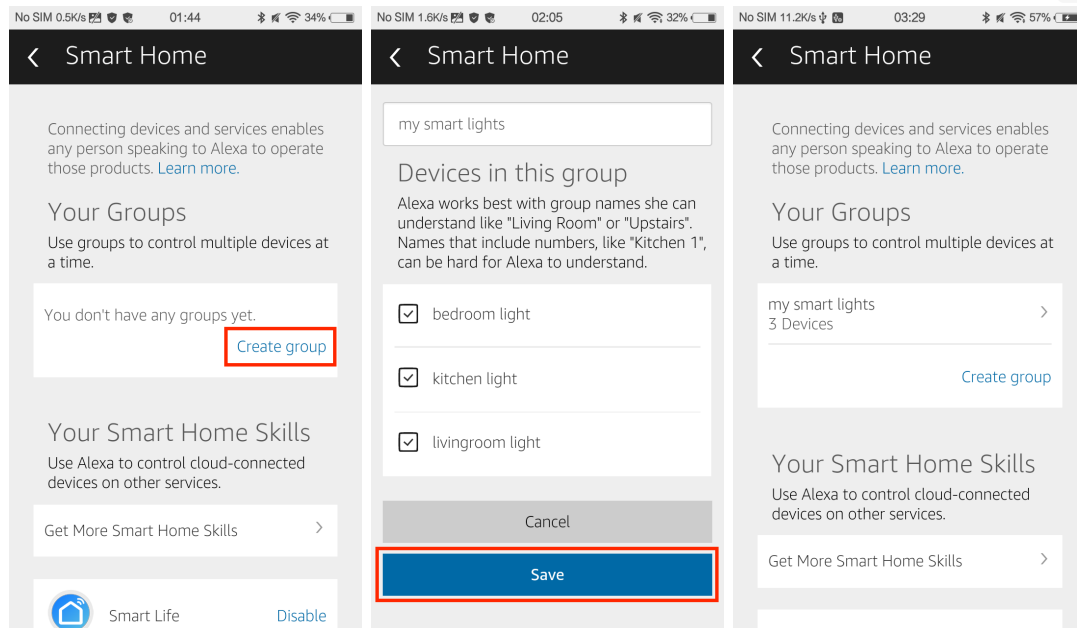 No SIM 0.5K/s 01:44 34%
Smart Home
Connecting devices and services enables
any person speaking to Alexa to operate
those products. Learn more.
Your Groups
Use groups to control multiple devices at
a time.
You don't have any groups yet.
Create group
Your Smart Home Skills
Use Alexa to control cloud-connected
devices on other services.
Get More Smart Home Skills
Smart Life Disable
No SIM 1.6K/s 02:05 32%
Smart Home
my smart lights
Devices in this group
Alexa works best with group names she can
understand like "Living Room" or "Upstairs".
Names that include numbers, like "Kitchen 1",
can be hard for Alexa to understand.
bedroom light
kitchen light
livingroom light
Cancel
Save
No SIM 11.2K/s 03:29 57%
Smart Home
Connecting devices and services enables
any person speaking to Alexa to operate
those products. Learn more.
Your Groups
Use groups to control multiple devices at
a time.
my smart lights
3 Devices
Create group
Your Smart Home Skills
Use Alexa to control cloud-connected
devices on other services.
Get More Smart Home Skills